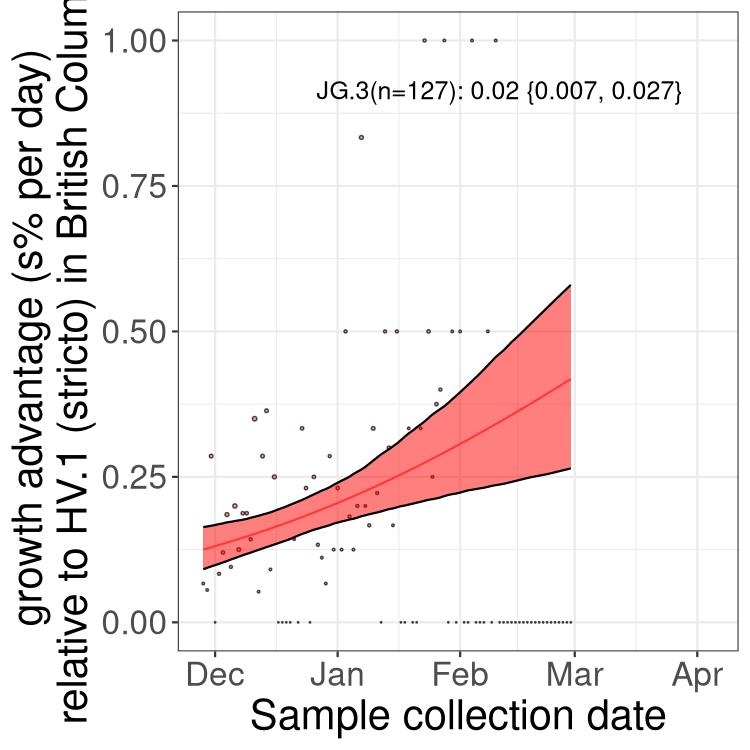 growth advantage (s% per day)
relative to HV.1 (stricto) in British Colum
1.00
0.75
0.50
0.25
0.00
JG.3(n=127): 0.02 {0.007, 0.027}
Dec Jan Feb Mar Apr
Sample collection date